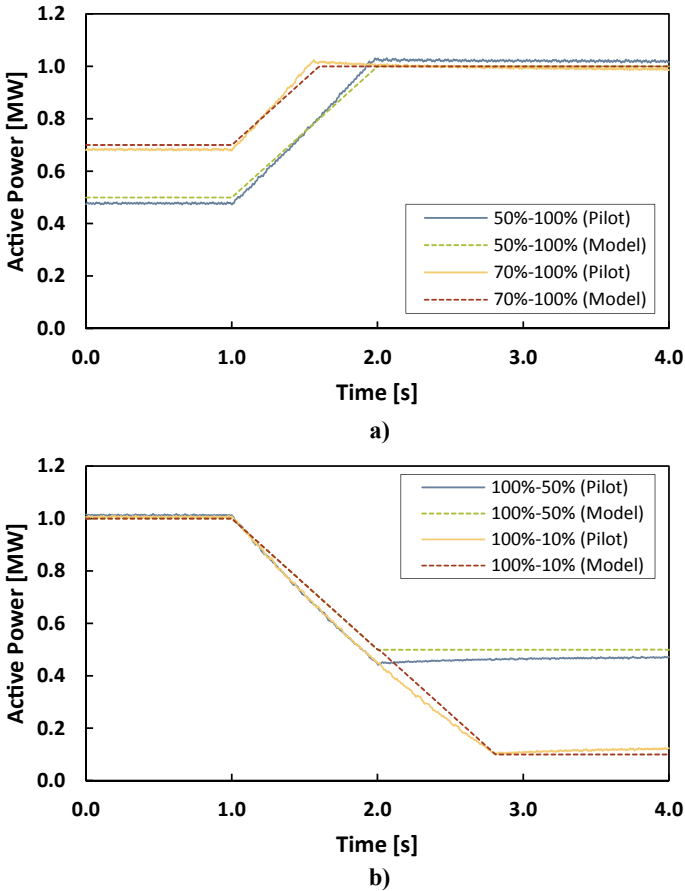 1.2
1.0
0.8
0.6
0.4
0.2
0.0
Active Power [MW]
50%-100% (Pilot)
50%-100% (Model)
70%-100% (Pilot)
70%-100% (Model)
0.0 1.0 2.0 3.0 4.0
Time [s]
a)
1.2
1.0
0.8
0.6
0.4
0.2
0.0
Active Power [MW]
100%-50% (Pilot)
100%-50% (Model)
100%-10% (Pilot)
100%-10% (Model)
0.0 1.0 2.0 3.0 4.0
Time [s]
b)